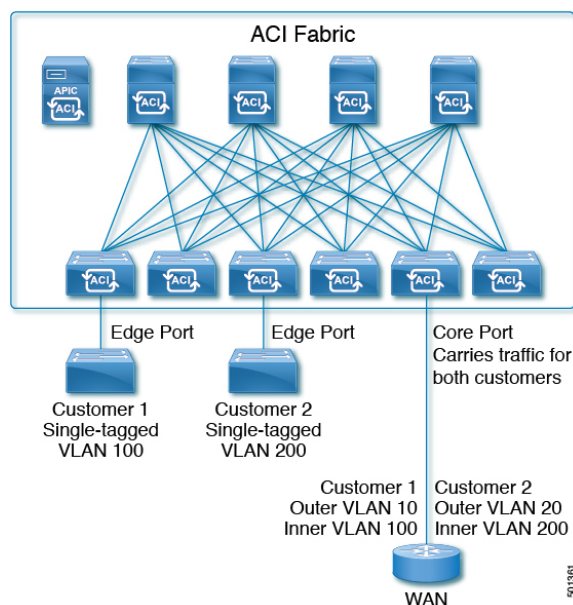 ACI Fabric
APIC
ACI
ACI
ACI
ACI
ACI
ACI
ACI
ACI
ACI
ACI
ACI
Edge Port
Edge Port
Core Port
Carries traffic for
both customers
Customer 1
Single-tagged
VLAN 100
Customer 2
Single-tagged
VLAN 200
Customer 1
Outer VLAN 10
Inner VLAN 100
Customer 2
Outer VLAN 20
Inner VLAN 200
WAN
501361